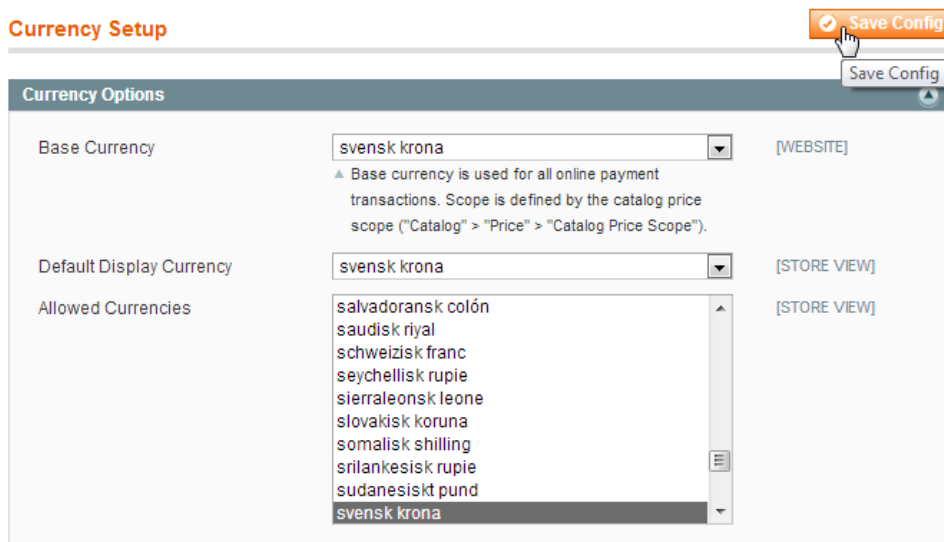 Currency Setup
Save Config
Save Config
Currency Options
Base Currency
svensk krona
[WEBSITE]
▲ Base currency is used for all online payment
transactions. Scope is defined by the catalog price
scope ("Catalog" > "Price" > "Catalog Price Scope").
Default Display Currency
svensk krona
[STORE VIEW]
Allowed Currencies
salvadoransk colón
[STORE VIEW]
saudisk riyal
schweizisk franc
seychellisk rupie
sierraleonsk leone
slovakisk koruna
somalisk shilling
srilankesisk rupie
sudanesiskt pund
svensk krona